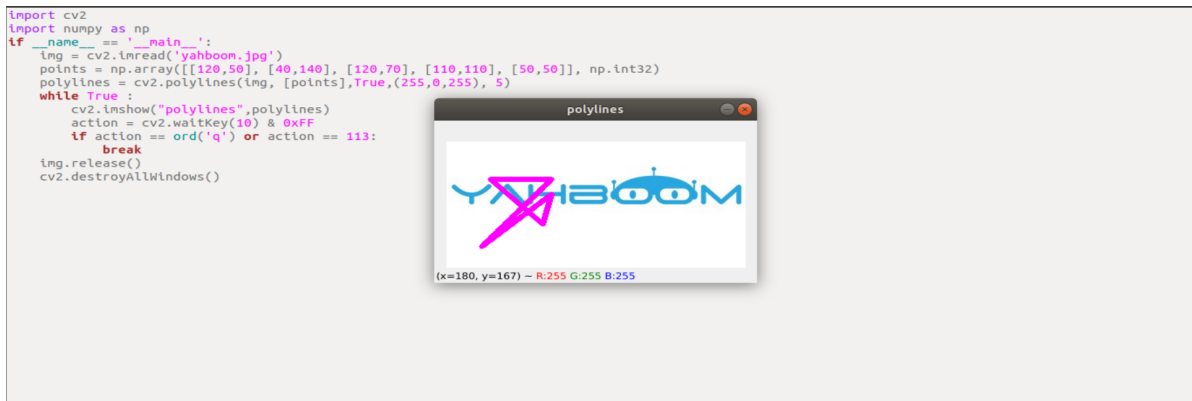 import cv2
import numpy as np
if __name__ == '__main__':
    img = cv2.imread('yahboom.jpg')
    points = np.array([[120,50], [40,140], [120,70], [110,110], [50,50]], np.int32)
    polylines = cv2.polylines(img, [points],True,(255,0,255), 5)
    while True :
        cv2.imshow("polylines",polylines)
        action = cv2.waitKey(10) & 0xFF
        if action == ord('q') or action == 113:
            break
    img.release()
    cv2.destroyAllWindows()
polylines
YAHBOOM
(x=180, y=167) ~ R:255 G:255 B:255